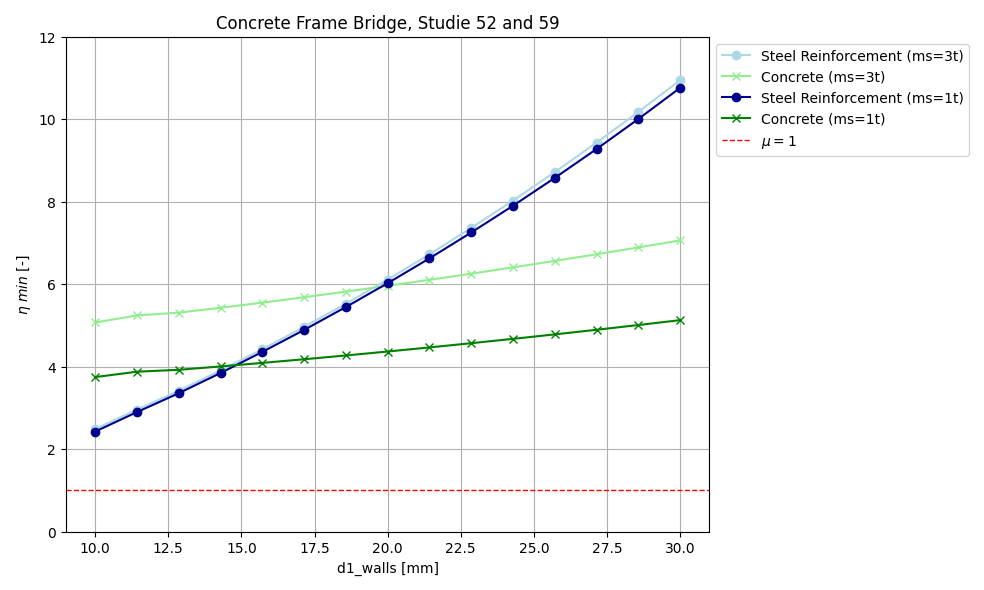 Concrete Frame Bridge, Studie 52 and 59
12
10
8
6
4
2
0
η min [-]
10.0 12.5 15.0 17.5 20.0 22.5 25.0 27.5 30.0
d1_walls [mm]
Steel Reinforcement (ms=3t)
Concrete (ms=3t)
Steel Reinforcement (ms=1t)
Concrete (ms=1t)
μ = 1